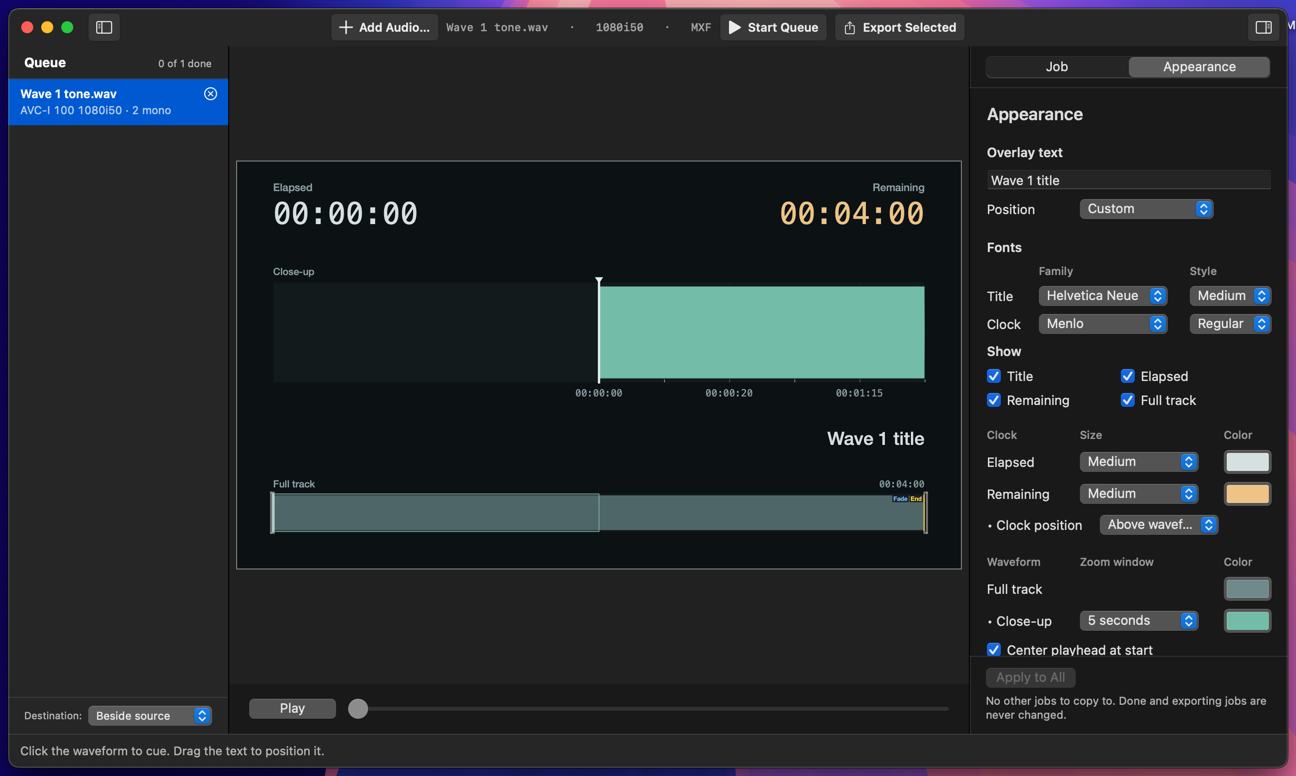 Add Audio...
Wave 1 tone.wav · 1080i50 · MXF
Start Queue
Export Selected
Queue
0 of 1 done
Wave 1 tone.wav
AVC-I 100 1080i50 · 2 mono
Destination:
Beside source
Elapsed
00:00:00
Remaining
00:04:00
Close-up
00:00:00
00:00:20
00:01:15
Wave 1 title
Full track
00:04:00
Fade
End
Play
Job
Appearance
Appearance
Overlay text
Wave 1 title
Position
Custom
Fonts
Family
Style
Title
Helvetica Neue
Medium
Clock
Menlo
Regular
Show
Title
Elapsed
Remaining
Full track
Clock
Size
Color
Elapsed
Medium
Remaining
Medium
• Clock position
Above wavef...
Waveform
Zoom window
Color
Full track
• Close-up
5 seconds
Center playhead at start
Apply to All
No other jobs to copy to. Done and exporting jobs are
never changed.
Click the waveform to cue. Drag the text to position it.